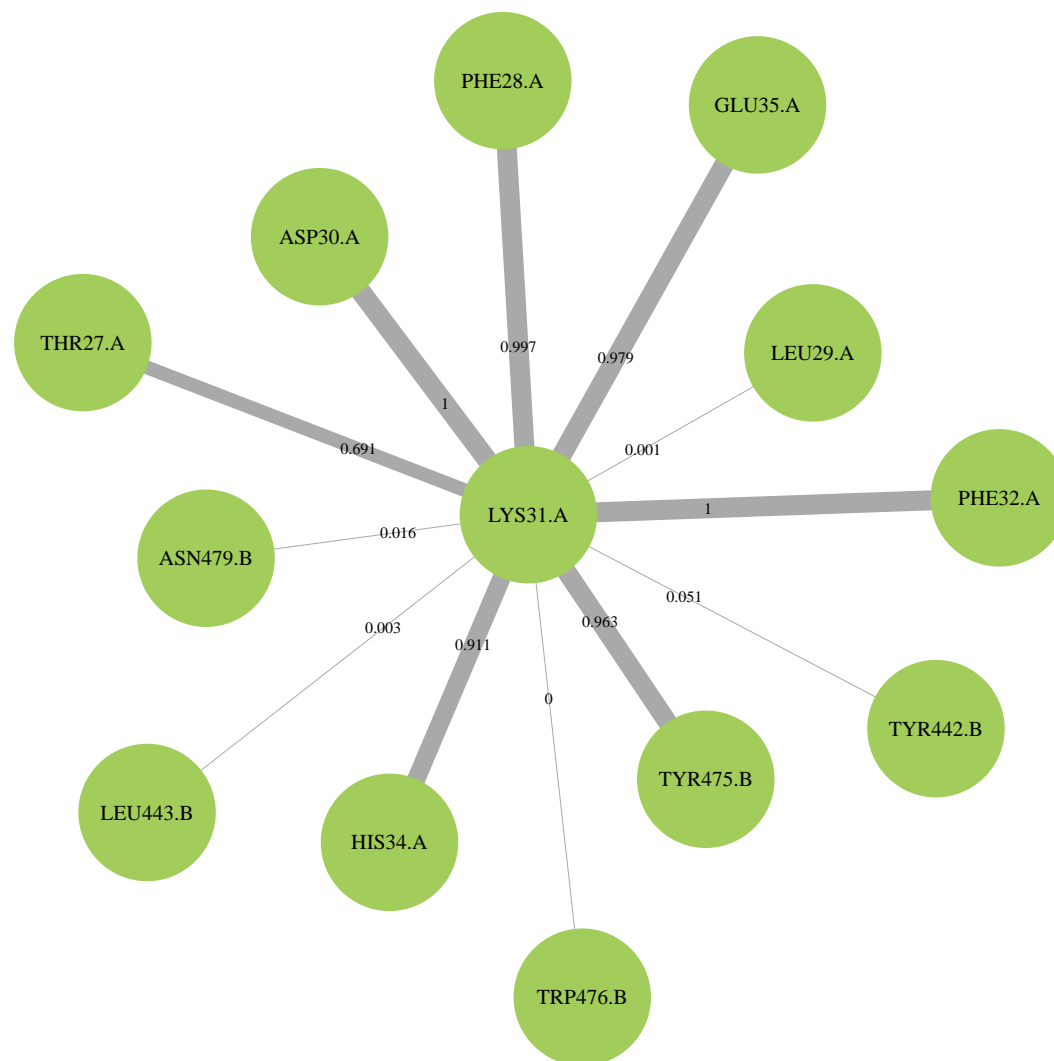 PHE28.A
GLU35.A
ASP30.A
THR27.A
0.997
LEU29.A
0.979
1
0.691
0.001
PHE32.A
LYS31.A
1
0.016
ASN479.B
0.051
0.963
0.003
0.911
0
TYR442.B
TYR475.B
LEU443.B
HIS34.A
TRP476.B